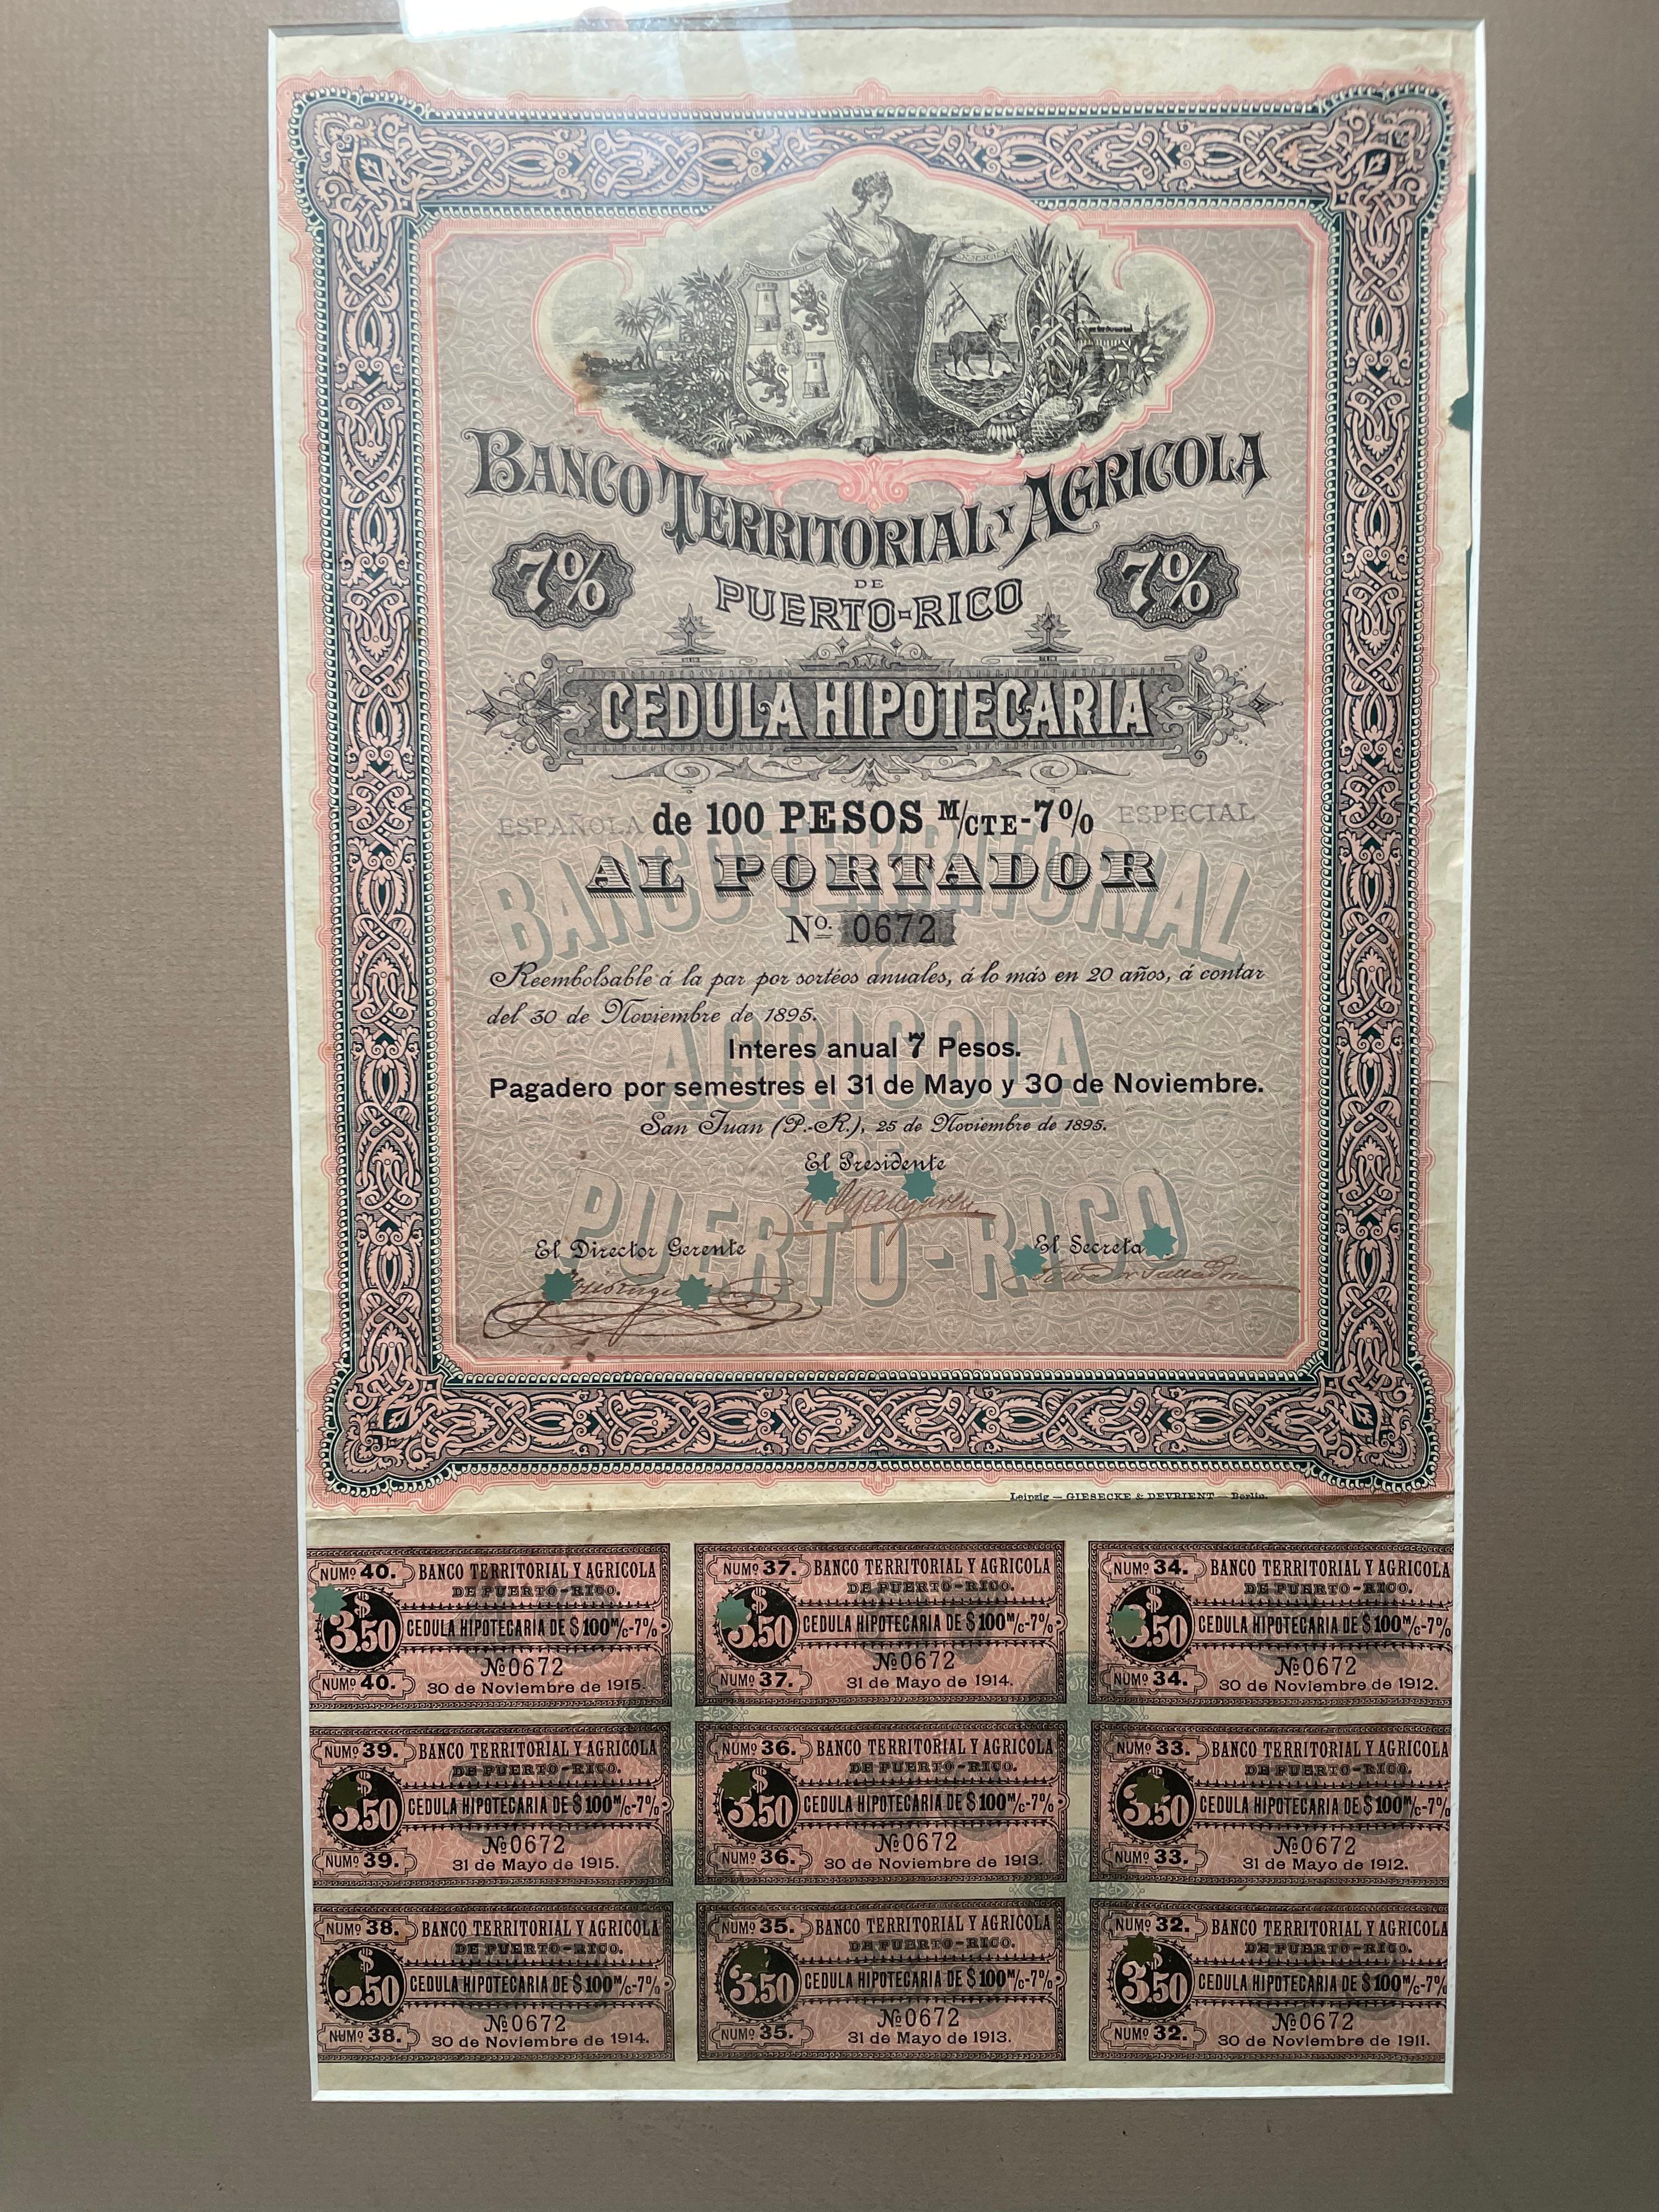 BANCO TERRITORIAL Y AGRICOLA
7% DE 7%
PUERTO-RICO
CEDULA HIPOTECARIA
ESPAÑOLA de 100 PESOS M/CTE-7% ESPECIAL
AL PORTADOR
Nº 0672
BANCO TERRITORIAL
Y
AGRICOLA
DE
PUERTO-RICO
Reembolsable á la par por sortéos anuales, á lo más en 20 años, á contar
del 30 de Noviembre de 1895.
Interes anual 7 Pesos.
Pagadero por semestres el 31 de Mayo y 30 de Noviembre.
San Juan (P.-R.), 25 de Noviembre de 1895.
El Presidente
El Director Gerente
El Secreta
Leipzig — GIESECKE & DEVRIENT — Berlin.
NUMº 40. BANCO TERRITORIAL Y AGRICOLA
DE PUERTO-RICO.
$ 3.50 CEDULA HIPOTECARIA DE $100 M/C-7%
Nº 0672
NUMº 40. 30 de Noviembre de 1915.
NUMº 37. BANCO TERRITORIAL Y AGRICOLA
DE PUERTO-RICO.
$ 3.50 CEDULA HIPOTECARIA DE $100 M/C-7%
Nº 0672
NUMº 37. 31 de Mayo de 1914.
NUMº 34. BANCO TERRITORIAL Y AGRICOLA
DE PUERTO-RICO.
$ 3.50 CEDULA HIPOTECARIA DE $100 M/C-7%
Nº 0672
NUMº 34. 30 de Noviembre de 1912.
NUMº 39. BANCO TERRITORIAL Y AGRICOLA
DE PUERTO-RICO.
$ 3.50 CEDULA HIPOTECARIA DE $100 M/C-7%
Nº 0672
NUMº 39. 31 de Mayo de 1915.
NUMº 36. BANCO TERRITORIAL Y AGRICOLA
DE PUERTO-RICO.
$ 3.50 CEDULA HIPOTECARIA DE $100 M/C-7%
Nº 0672
NUMº 36. 30 de Noviembre de 1913.
NUMº 33. BANCO TERRITORIAL Y AGRICOLA
DE PUERTO-RICO.
$ 3.50 CEDULA HIPOTECARIA DE $100 M/C-7%
Nº 0672
NUMº 33. 31 de Mayo de 1912.
NUMº 38. BANCO TERRITORIAL Y AGRICOLA
DE PUERTO-RICO.
$ 3.50 CEDULA HIPOTECARIA DE $100 M/C-7%
Nº 0672
NUMº 38. 30 de Noviembre de 1914.
NUMº 35. BANCO TERRITORIAL Y AGRICOLA
DE PUERTO-RICO.
$ 3.50 CEDULA HIPOTECARIA DE $100 M/C-7%
Nº 0672
NUMº 35. 31 de Mayo de 1913.
NUMº 32. BANCO TERRITORIAL Y AGRICOLA
DE PUERTO-RICO.
$ 3.50 CEDULA HIPOTECARIA DE $100 M/C-7%
Nº 0672
NUMº 32. 30 de Noviembre de 1911.